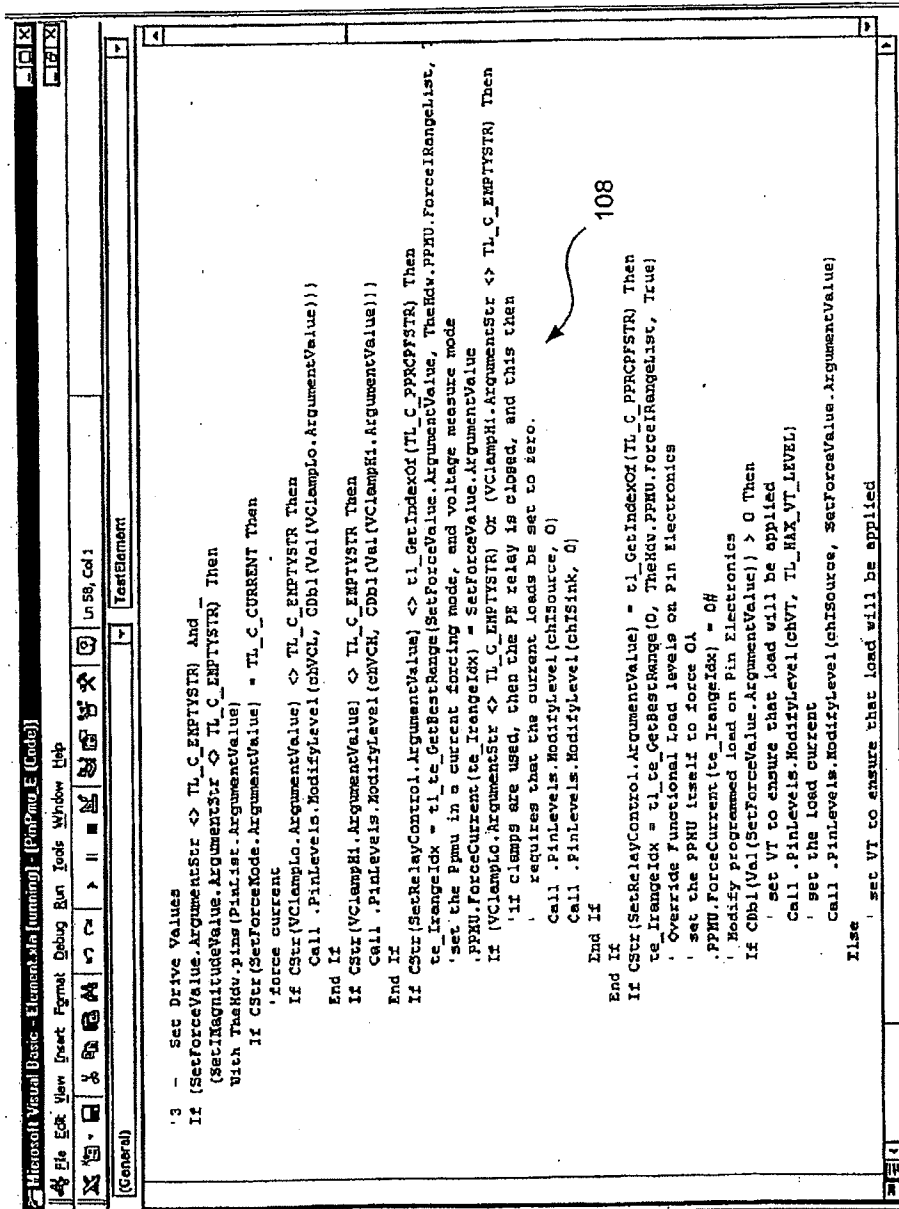 Microsoft Visual Basic - Element.xla [running] - [PinPmu_E (Code)]
File Edit View Insert Format Debug Run Tools Window Help
Ln 58, Col 1
(General)
TestElement
'3 - Set Drive Values
If (SetForceValue.ArgumentStr <> TL_C_EMPTYSTR) And _
(SetIMagnitudeValue.ArgumentStr <> TL_C_EMPTYSTR) Then
With TheHdw.pins(PinList.ArgumentValue)
If CStr(SetForceMode.ArgumentValue) = TL_C_CURRENT Then
'force current
If CStr(VClampLo.ArgumentValue) <> TL_C_EMPTYSTR Then
Call .PinLevels.ModifyLevel(chVCL, CDbl(Val(VClampLo.ArgumentValue)))
End If
If CStr(VClampHi.ArgumentValue) <> TL_C_EMPTYSTR Then
Call .PinLevels.ModifyLevel(chVCH, CDbl(Val(VClampHi.ArgumentValue)))
End If
If CStr(SetRelayControl.ArgumentValue) <> tl_GetIndexOf(TL_C_PPRCPFSTR) Then
te_IrangeIdx = tl_te_GetBestRange(SetForceValue.ArgumentValue, TheHdw.PPMU.ForceIRangeList,
'set the Ppmu in a current forcing mode, and voltage measure mode
.PPMU.ForceCurrent(te_IrangeIdx) = SetForceValue.ArgumentValue
If (VClampLo.ArgumentStr <> TL_C_EMPTYSTR) Or (VClampHi.ArgumentStr <> TL_C_EMPTYSTR) Then
'if clamps are used, then the PE relay is closed, and this then
' requires that the current loads be set to zero.
Call .PinLevels.ModifyLevel(chISource, 0)
Call .PinLevels.ModifyLevel(chISink, 0)
End If
End If
If CStr(SetRelayControl.ArgumentValue) = tl_GetIndexOf(TL_C_PPRCPFSTR) Then
te_IrangeIdx = tl_te_GetBestRange(0, TheHdw.PPMU.ForceIRangeList, True)
' Override Functional Load levels on Pin Electronics
' set the PPMU itself to force 0A
.PPMU.ForceCurrent(te_IrangeIdx) = 0#
' Modify programmed load on Pin Electronics
If CDbl(Val(SetForceValue.ArgumentValue)) > 0 Then
' set VT to ensure that load will be applied
Call .PinLevels.ModifyLevel(chVT, TL_MAX_VT_LEVEL)
' set the load current
Call .PinLevels.ModifyLevel(chISource, SetForceValue.ArgumentValue)
Else
' set VT to ensure that load will be applied
108